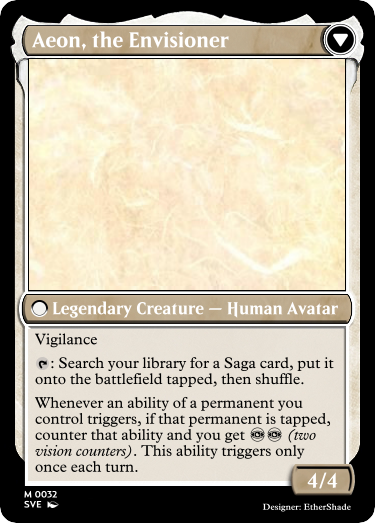 Aeon, the Envisioner
Legendary Creature — Human Avatar
Vigilance
: Search your library for a Saga card, put it
onto the battlefield tapped, then shuffle.
Whenever an ability of a permanent you
control triggers, if that permanent is tapped,
counter that ability and you get (two
vision counters). This ability triggers only
once each turn.
4/4
M 0032
SVE
Designer: EtherShade